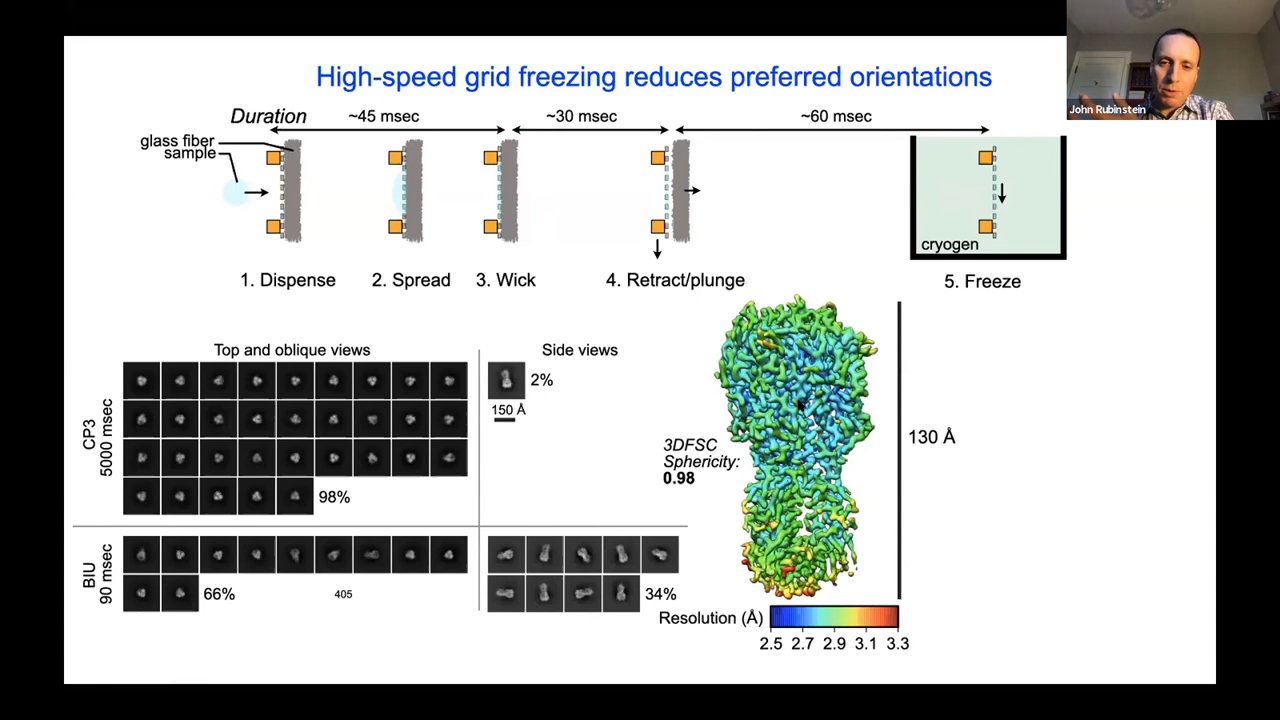 High-speed grid freezing reduces preferred orientations
John Rubinstein
Duration
~45 msec
~30 msec
~60 msec
glass fiber
sample
cryogen
1. Dispense
2. Spread
3. Wick
4. Retract/plunge
5. Freeze
Top and oblique views
Side views
CP3
5000 msec
98%
2%
150 Å
BIU
90 msec
66%
405
34%
3DFSC
Sphericity:
0.98
130 Å
Resolution (Å)
2.5 2.7 2.9 3.1 3.3